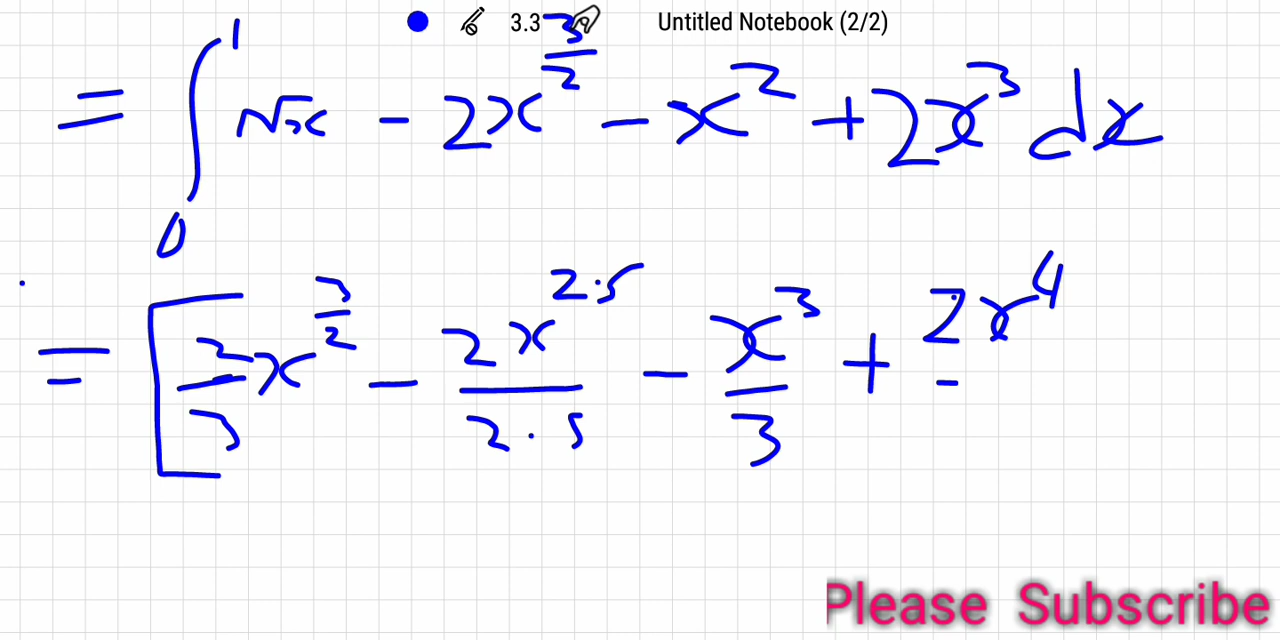 3.3 Untitled Notebook (2/2)
= ∫₀¹ √x - 2x^(3/2) - x² + 2x³ dx
= [2/3 x^(3/2) - 2x^2.5/2.5 - x³/3 + 2x⁴
Please Subscribe